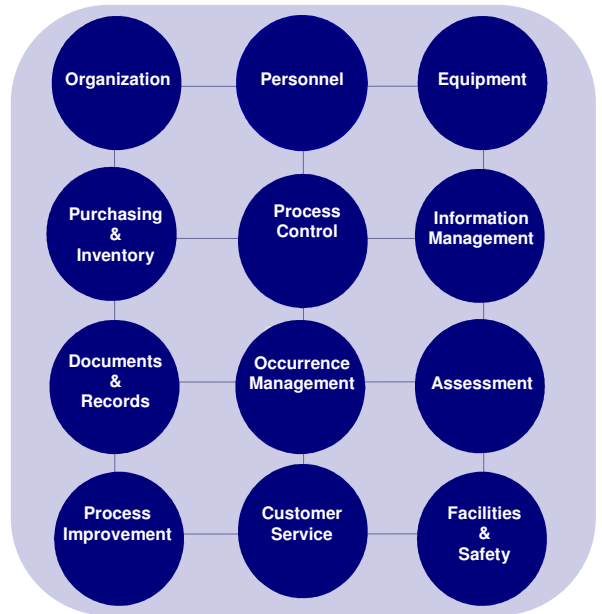 Organization
Personnel
Equipment
Purchasing
&
Inventory
Process
Control
Information
Management
Documents
&
Records
Occurrence
Management
Assessment
Process
Improvement
Customer
Service
Facilities
&
Safety